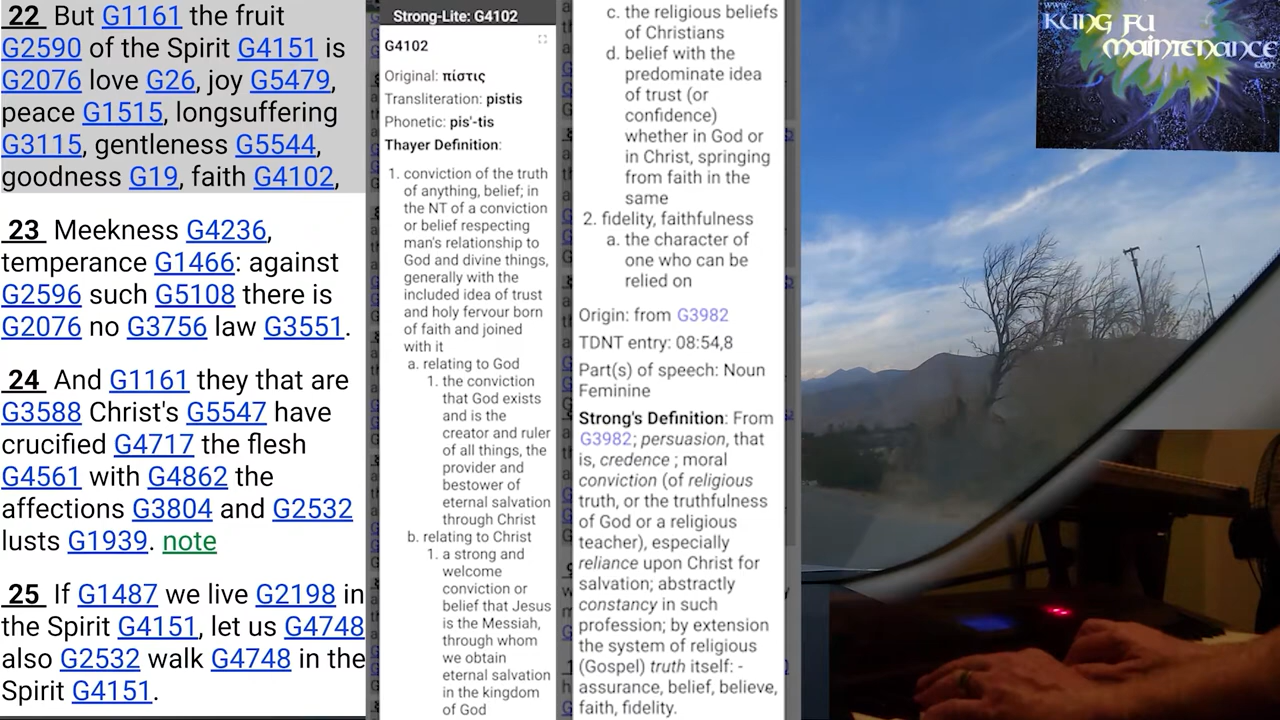 22 But G1161 the fruit
G2590 of the Spirit G4151 is
G2076 love G26, joy G5479,
peace G1515, longsuffering
G3115, gentleness G5544,
goodness G19, faith G4102,
23 Meekness G4236,
temperance G1466: against
G2596 such G5108 there is
G2076 no G3756 law G3551.
24 And G1161 they that are
G3588 Christ's G5547 have
crucified G4717 the flesh
G4561 with G4862 the
affections G3804 and G2532
lusts G1939. note
25 If G1487 we live G2198 in
the Spirit G4151, let us G4748
also G2532 walk G4748 in the
Spirit G4151.
Strong-Lite: G4102
G4102
Original: πίστις
Transliteration: pistis
Phonetic: pis'-tis
Thayer Definition:
1. conviction of the truth
of anything, belief; in
the NT of a conviction
or belief respecting
man's relationship to
God and divine things,
generally with the
included idea of trust
and holy fervour born
of faith and joined
with it
a. relating to God
1. the conviction
that God exists
and is the
creator and ruler
of all things, the
provider and
bestower of
eternal salvation
through Christ
b. relating to Christ
1. a strong and
welcome
conviction or
belief that Jesus
is the Messiah,
through whom
we obtain
eternal salvation
in the kingdom
of God
c. the religious beliefs
of Christians
d. belief with the
predominate idea
of trust (or
confidence)
whether in God or
in Christ, springing
from faith in the
same
2. fidelity, faithfulness
a. the character of
one who can be
relied on
Origin: from G3982
TDNT entry: 08:54,8
Part(s) of speech: Noun
Feminine
Strong's Definition: From
G3982; persuasion, that
is, credence ; moral
conviction (of religious
truth, or the truthfulness
of God or a religious
teacher), especially
reliance upon Christ for
salvation; abstractly
constancy in such
profession; by extension
the system of religious
(Gospel) truth itself: -
assurance, belief, believe,
faith, fidelity.
www
KUNG FU
maintenance
.com